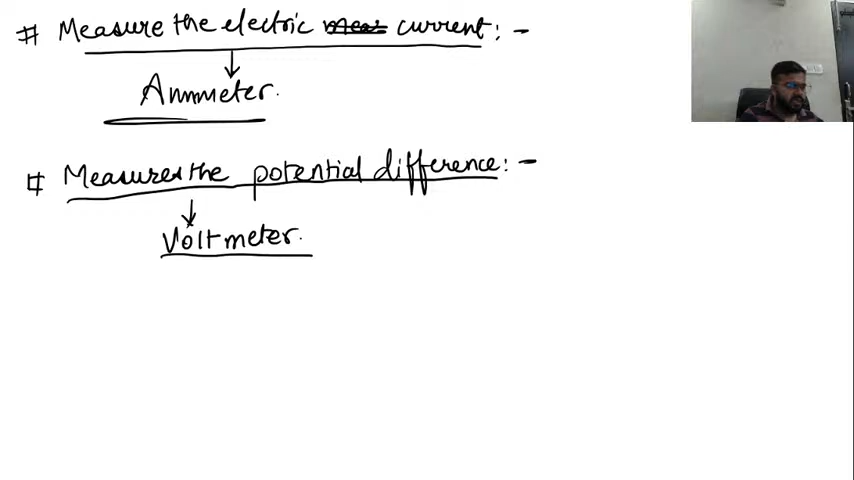 # Measure the electric current : -
Ammeter.
# Measures the potential difference : -
Voltmeter.